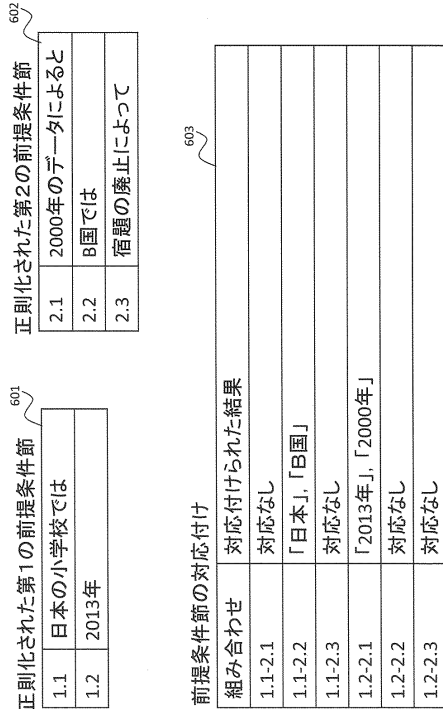 正則化された第1の前提条件節
601
1.1 日本の小学校では
1.2 2013年
正則化された第2の前提条件節
602
2.1 2000年のデータによると
2.2 B国では
2.3 宿題の廃止によって
前提条件節の対応付け
603
組み合わせ 対応付けられた結果
1.1-2.1 対応なし
1.1-2.2 「日本」, 「B国」
1.1-2.3 対応なし
1.2-2.1 「2013年」, 「2000年」
1.2-2.2 対応なし
1.2-2.3 対応なし